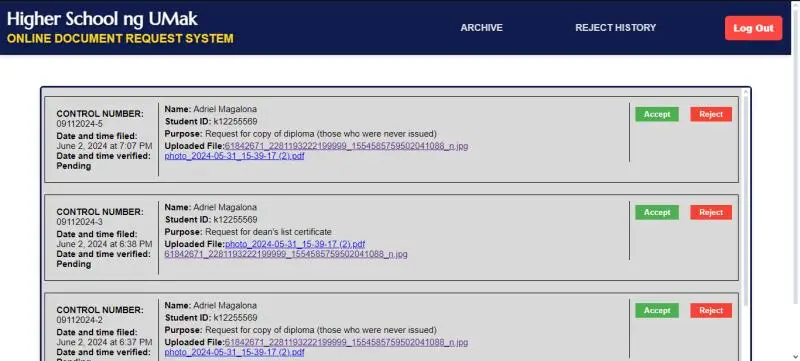 Higher School ng UMak
ONLINE DOCUMENT REQUEST SYSTEM
ARCHIVE
REJECT HISTORY
Log Out
CONTROL NUMBER:
09112024-5
Date and time filed:
June 2, 2024 at 7:07 PM
Date and time verified:
Pending
Name: Adriel Magalona
Student ID: k12255569
Purpose: Request for copy of diploma (those who were never issued)
Uploaded File:61842671_2281193222199999_1554585759502041088_n.jpg
photo_2024-05-31_15-39-17 (2).pdf
Accept
Reject
CONTROL NUMBER:
09112024-3
Date and time filed:
June 2, 2024 at 6:38 PM
Date and time verified:
Pending
Name: Adriel Magalona
Student ID: k12255569
Purpose: Request for dean's list certificate
Uploaded File:photo_2024-05-31_15-39-17 (2).pdf
61842671_2281193222199999_1554585759502041088_n.jpg
Accept
Reject
CONTROL NUMBER:
09112024-2
Date and time filed:
June 2, 2024 at 6:37 PM
Date and time verified:
Pending
Name: Adriel Magalona
Student ID: k12255569
Purpose: Request for copy of diploma (those who were never issued)
Uploaded File:61842671_2281193222199999_1554585759502041088_n.jpg
photo_2024-05-31_15-39-17 (2).pdf
Accept
Reject